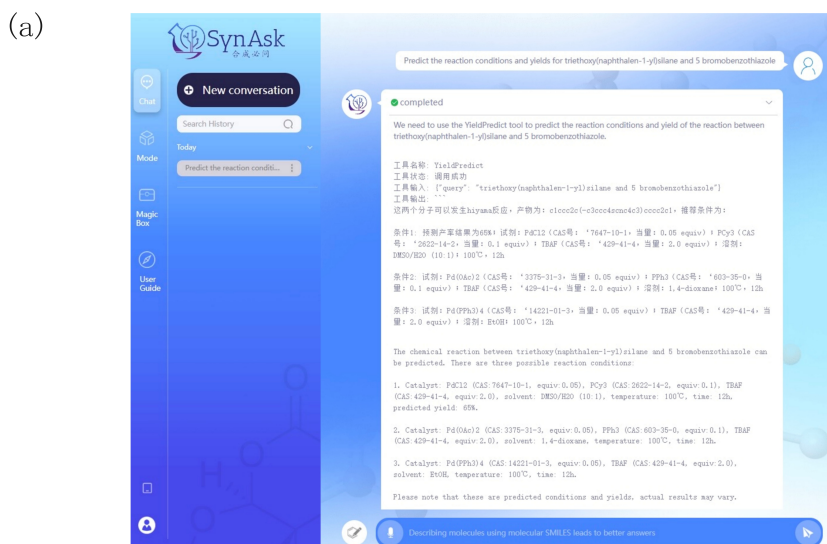 (a)
SynAsk
合成必问
Predict the reaction conditions and yields for triethoxy(naphthalen-1-yl)silane and 5 bromobenzothiazole
Chat
New conversation
completed
Search History
We need to use the YieldPredict tool to predict the reaction conditions and yield of the reaction between
triethoxy(naphthalen-1-yl)silane and 5 bromobenzothiazole.
Mode
Today
Predict the reaction conditi...
Magic
Box
User
Guide
工具名称: YieldPredict
工具状态: 调用成功
工具输入: {"query": "triethoxy(naphthalen-1-yl)silane and 5 bromobenzothiazole"}
工具输出: ```
这两个分子可以发生hiyama反应，产物为: c1ccc2c(-c3ccc4scnc4c3)cccc2c1，推荐条件为:
条件1: 预测产率结果为65%: 试剂: PdCl2（CAS号: '7647-10-1，当量: 0.05 equiv）; PCy3（CAS
号: '2622-14-2，当量: 0.1 equiv）; TBAF（CAS号: '429-41-4，当量: 2.0 equiv）; 溶剂:
DMSO/H2O (10:1); 100℃，12h
条件2: 试剂: Pd(OAc)2（CAS号: '3375-31-3，当量: 0.05 equiv）; PPh3（CAS号: '603-35-0，当
量: 0.1 equiv）; TBAF（CAS号: '429-41-4，当量: 2.0 equiv）; 溶剂: 1,4-dioxane; 100℃，12h
条件3: 试剂: Pd(PPh3)4（CAS号: '14221-01-3，当量: 0.05 equiv）; TBAF（CAS号: '429-41-4，当
量: 2.0 equiv）; 溶剂: EtOH; 100℃，12h
The chemical reaction between triethoxy(naphthalen-1-yl)silane and 5 bromobenzothiazole can
be predicted. There are three possible reaction conditions:
1. Catalyst: PdCl2 (CAS:7647-10-1, equiv:0.05), PCy3 (CAS:2622-14-2, equiv:0.1), TBAF
(CAS:429-41-4, equiv:2.0), solvent: DMSO/H2O (10:1), temperature: 100℃, time: 12h,
predicted yield: 65%.
2. Catalyst: Pd(OAc)2 (CAS:3375-31-3, equiv:0.05), PPh3 (CAS:603-35-0, equiv:0.1), TBAF
(CAS:429-41-4, equiv:2.0), solvent: 1,4-dioxane, temperature: 100℃, time: 12h.
3. Catalyst: Pd(PPh3)4 (CAS:14221-01-3, equiv:0.05), TBAF (CAS:429-41-4, equiv:2.0),
solvent: EtOH, temperature: 100℃, time: 12h.
Please note that these are predicted conditions and yields, actual results may vary.
Describing molecules using molecular SMILES leads to better answers